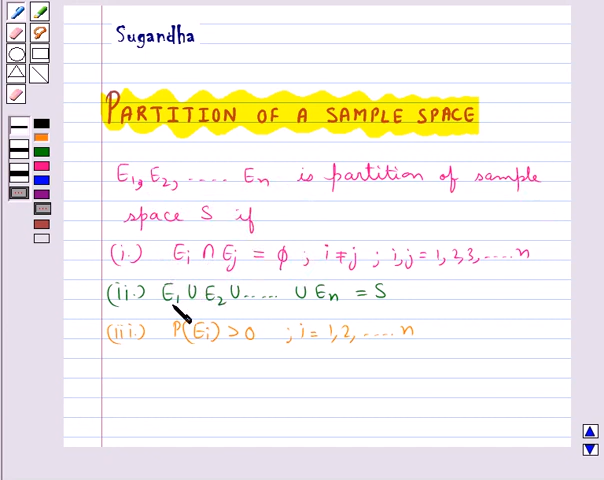 Sugandha
PARTITION OF A SAMPLE SPACE
E₁, E₂, ..... Eₙ is partition of sample
space S if
(i.) Ei ∩ Ej = φ ; i ≠ j ; i,j = 1,2,3,.....n
(ii.) E₁ ∪ E₂ ∪ ..... ∪ Eₙ = S
(iii.) P(Ei) > 0 ; i = 1, 2, .....n